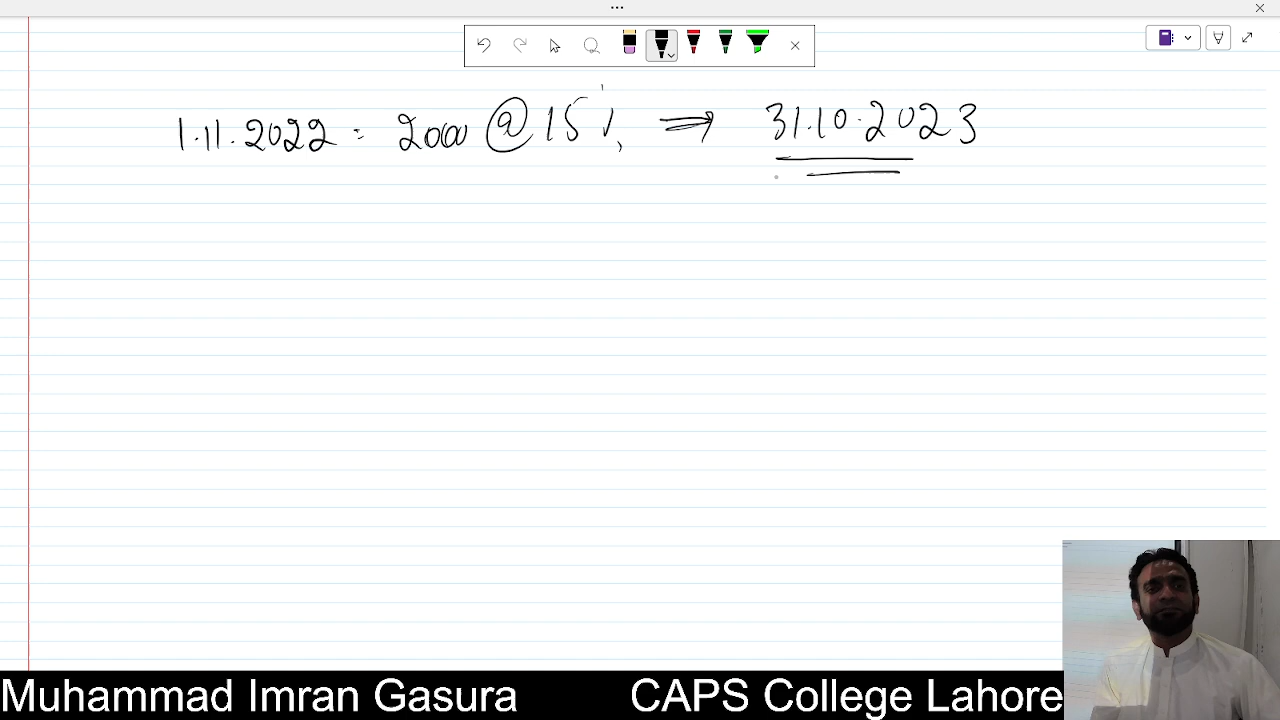 1.11.2022 = 2000 @ 15% ⇒ 31.10.2023
Muhammad Imran Gasura CAPS College Lahore